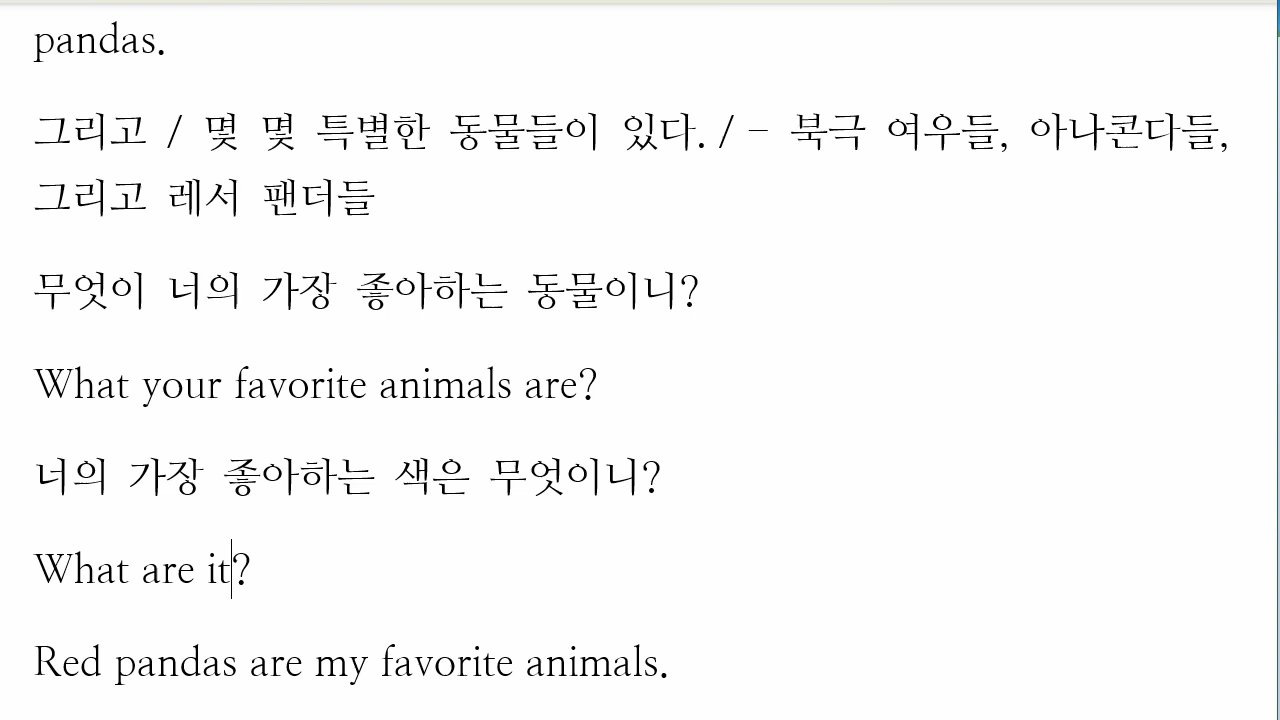 pandas.
그리고 / 몇 몇 특별한 동물들이 있다. / – 북극 여우들, 아나콘다들,
그리고 레서 팬더들
무엇이 너의 가장 좋아하는 동물이니?
What your favorite animals are?
너의 가장 좋아하는 색은 무엇이니?
What are it?
Red pandas are my favorite animals.